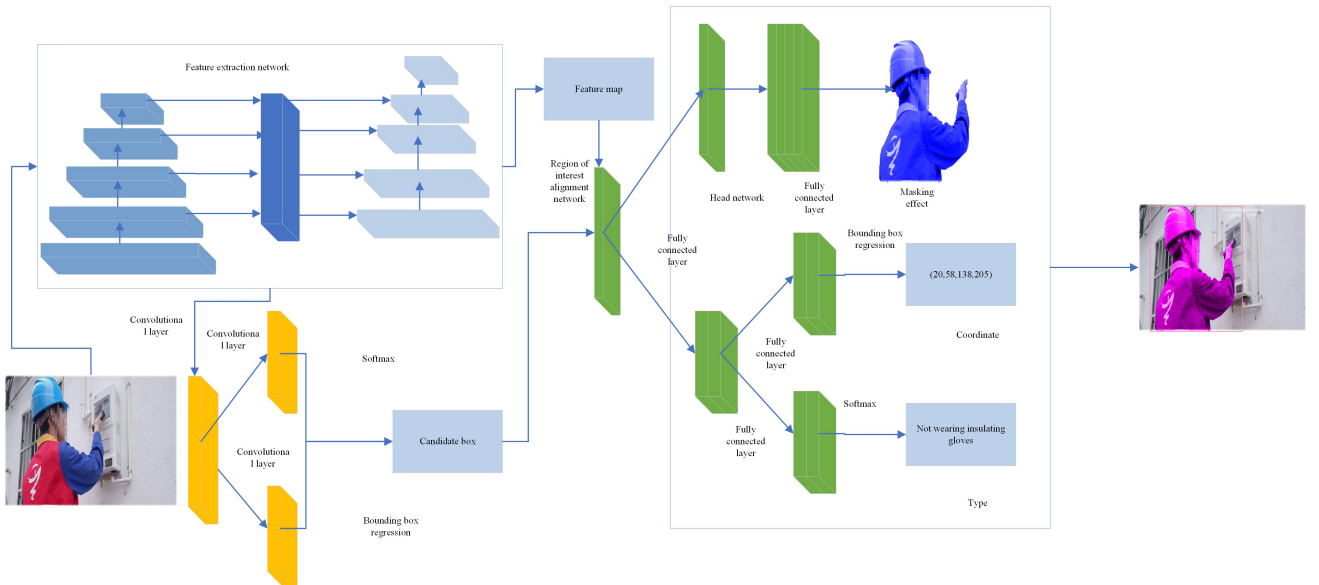 Feature extraction network
Feature map
Region of
interest
alignment
network
Head network
Fully
connected
layer
Masking
effect
Fully
connected
layer
Bounding box
regression
(20,58,138,205)
Coordinate
Fully
connected
layer
Fully
connected
layer
Softmax
Not wearing insulating
gloves
Type
Convolutiona
l layer
Convolutiona
l layer
Softmax
Convolutiona
l layer
Candidate box
Bounding box
regression